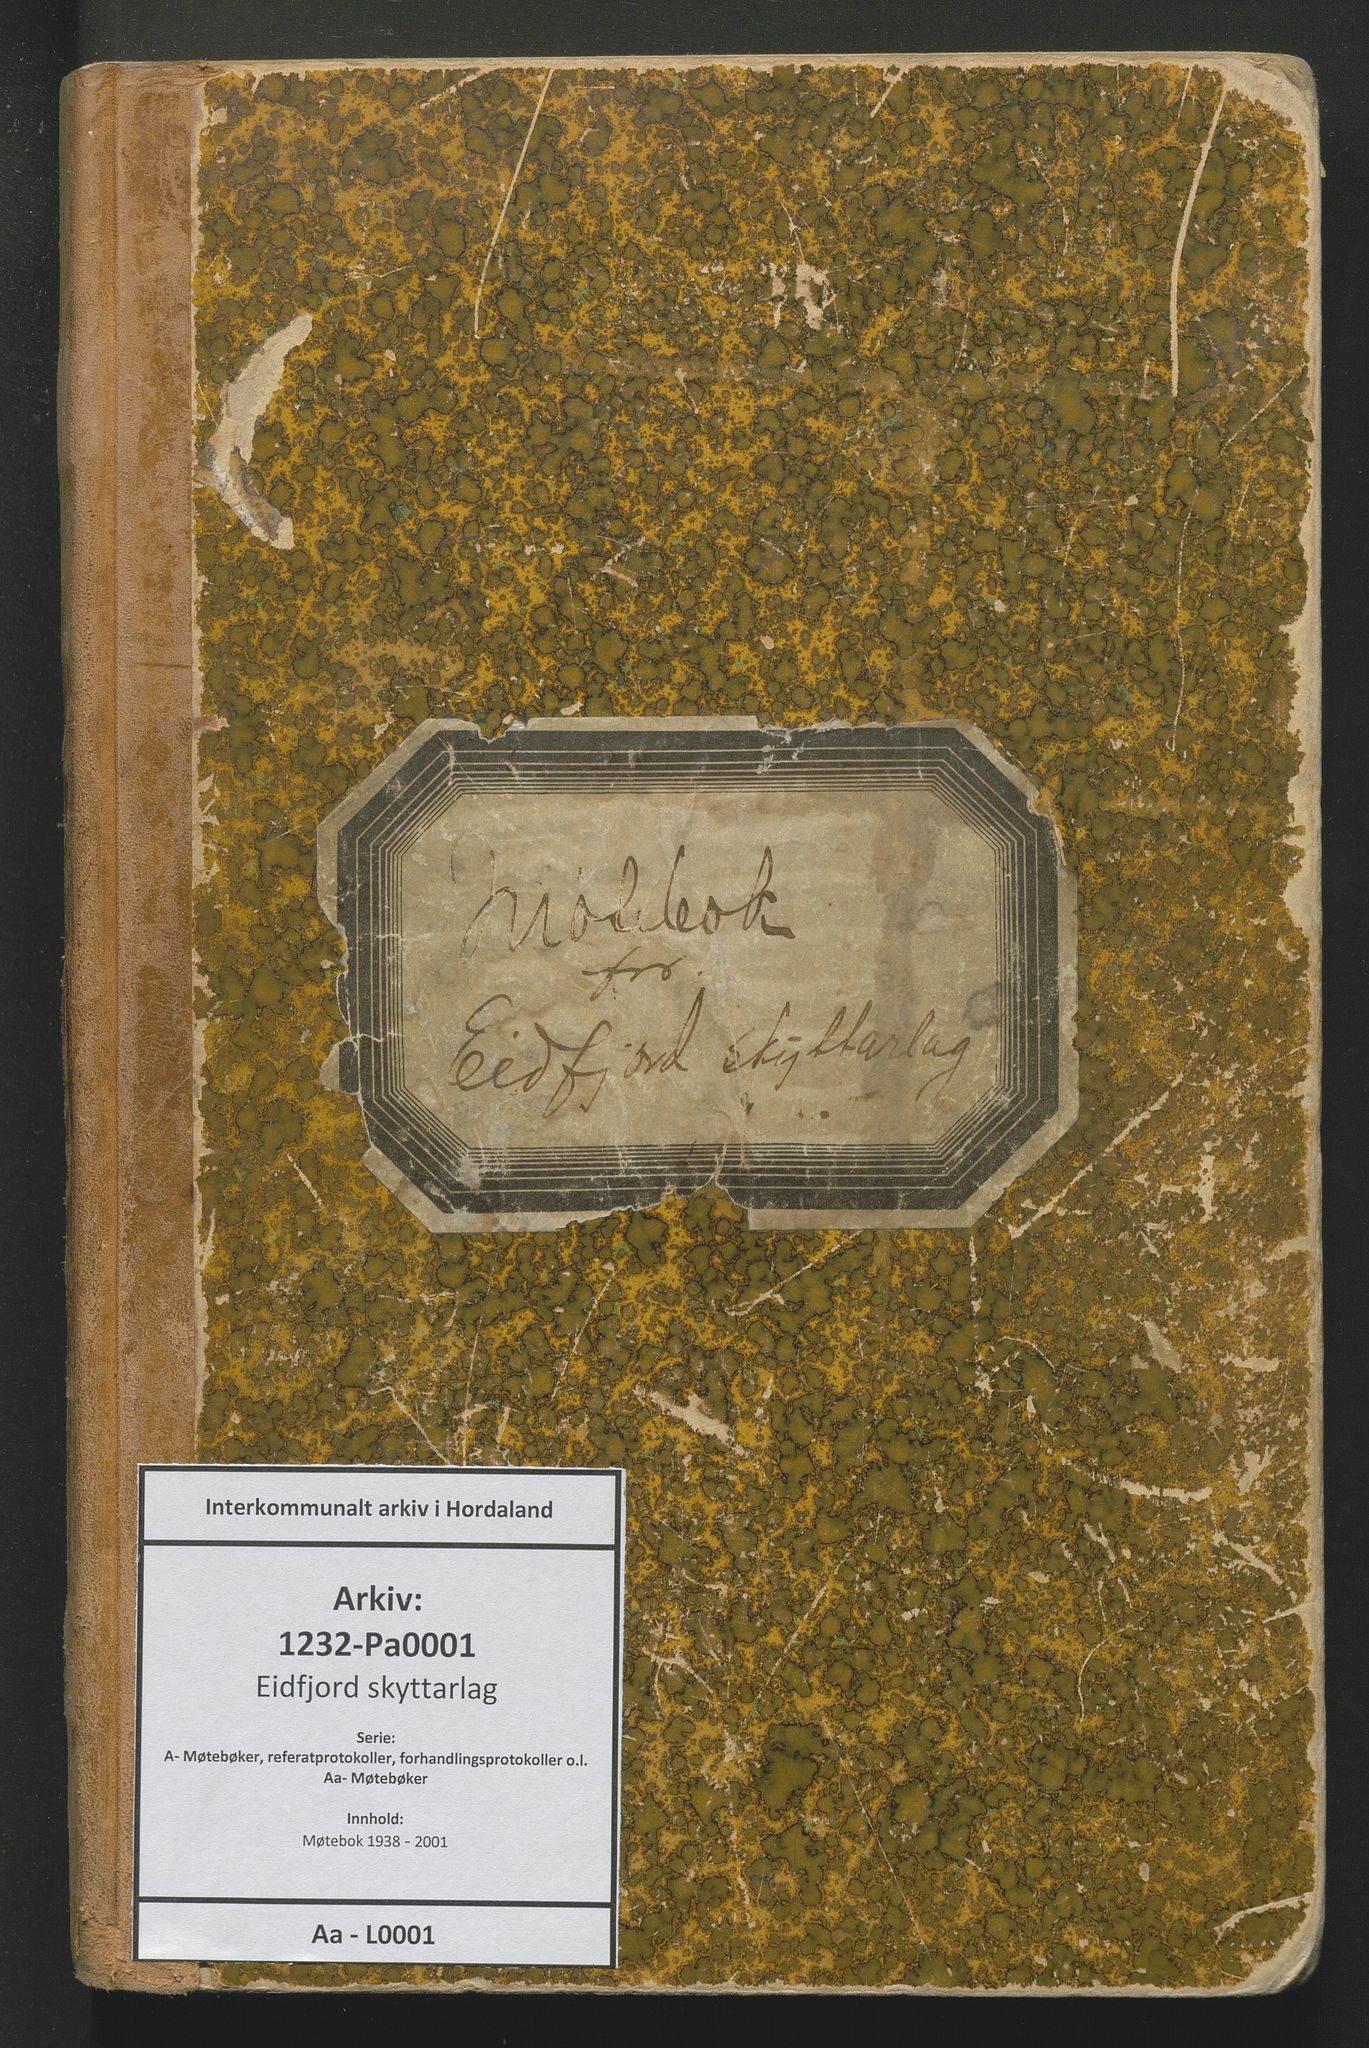 Møtebok
for
Eidfjord skyttarlag
Interkommunalt arkiv i Hordaland
Arkiv:
1232-Pa0001
Eidfjord skyttarlag
Serie:
A- Møtebøker, referatprotokoller, forhandlingsprotokoller o.l.
Aa- Møtebøker
Innhold:
Møtebok 1938 - 2001
Aa - L0001